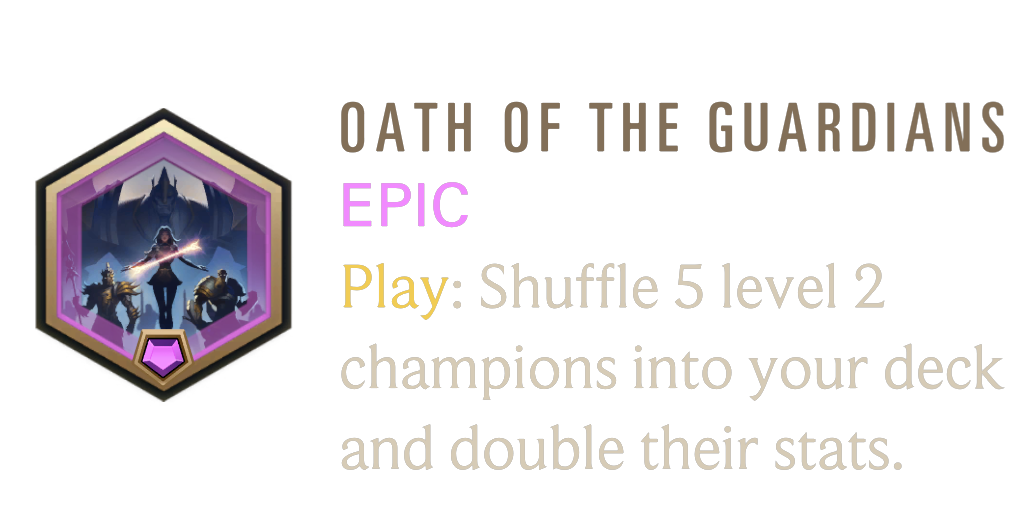 OATH OF THE GUARDIANS
EPIC
Play: Shuffle 5 level 2
champions into your deck
and double their stats.